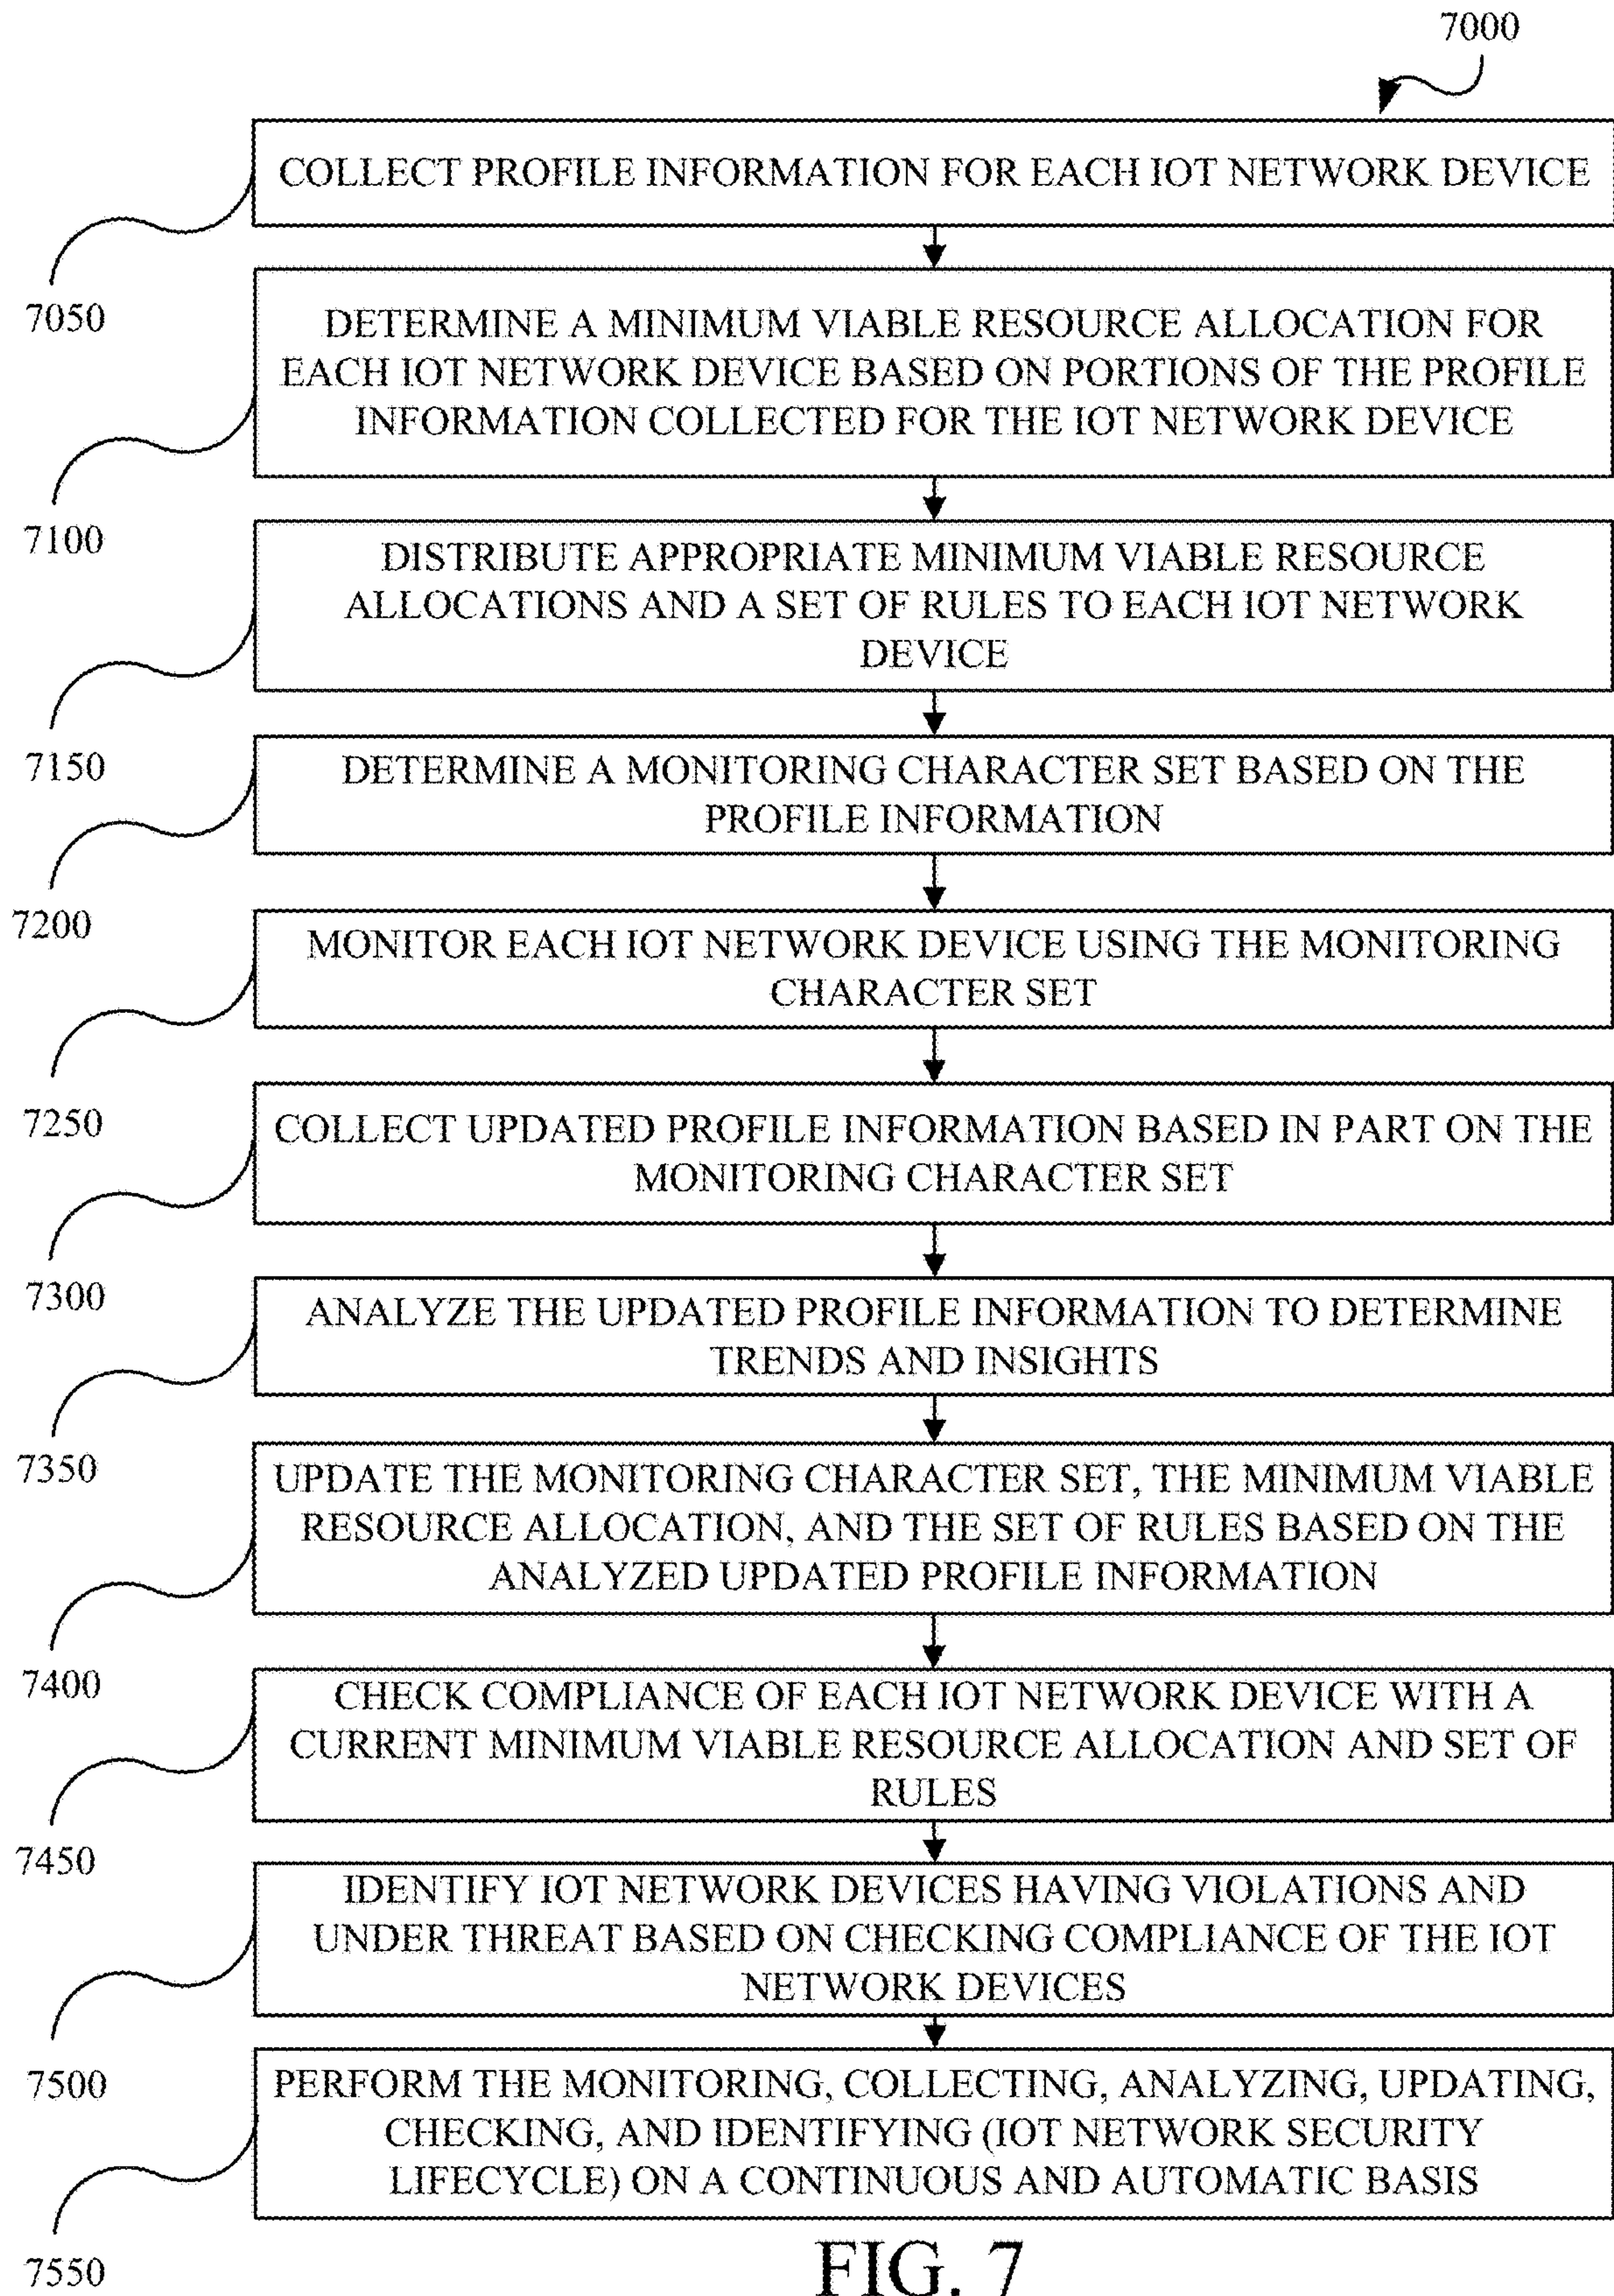 7000
COLLECT PROFILE INFORMATION FOR EACH IOT NETWORK DEVICE
7050
DETERMINE A MINIMUM VIABLE RESOURCE ALLOCATION FOR
EACH IOT NETWORK DEVICE BASED ON PORTIONS OF THE PROFILE
INFORMATION COLLECTED FOR THE IOT NETWORK DEVICE
7100
DISTRIBUTE APPROPRIATE MINIMUM VIABLE RESOURCE
ALLOCATIONS AND A SET OF RULES TO EACH IOT NETWORK
DEVICE
7150
DETERMINE A MONITORING CHARACTER SET BASED ON THE
PROFILE INFORMATION
7200
MONITOR EACH IOT NETWORK DEVICE USING THE MONITORING
CHARACTER SET
7250
COLLECT UPDATED PROFILE INFORMATION BASED IN PART ON THE
MONITORING CHARACTER SET
7300
ANALYZE THE UPDATED PROFILE INFORMATION TO DETERMINE
TRENDS AND INSIGHTS
7350
UPDATE THE MONITORING CHARACTER SET, THE MINIMUM VIABLE
RESOURCE ALLOCATION, AND THE SET OF RULES BASED ON THE
ANALYZED UPDATED PROFILE INFORMATION
7400
CHECK COMPLIANCE OF EACH IOT NETWORK DEVICE WITH A
CURRENT MINIMUM VIABLE RESOURCE ALLOCATION AND SET OF
RULES
7450
IDENTIFY IOT NETWORK DEVICES HAVING VIOLATIONS AND
UNDER THREAT BASED ON CHECKING COMPLIANCE OF THE IOT
NETWORK DEVICES
7500
PERFORM THE MONITORING, COLLECTING, ANALYZING, UPDATING,
CHECKING, AND IDENTIFYING (IOT NETWORK SECURITY
LIFECYCLE) ON A CONTINUOUS AND AUTOMATIC BASIS
7550
FIG. 7